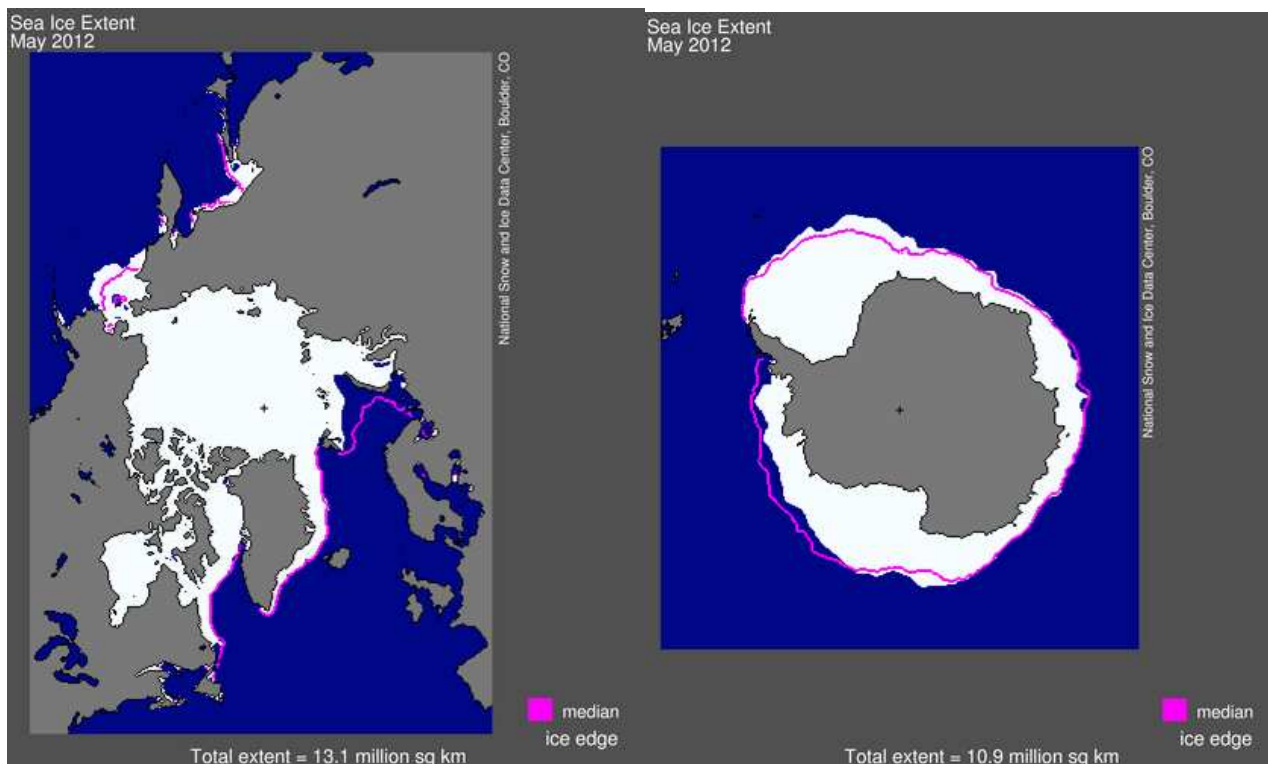 Sea Ice Extent
May 2012
National Snow and Ice Data Center, Boulder, CO
median
ice edge
Total extent = 13.1 million sq km
Sea Ice Extent
May 2012
National Snow and Ice Data Center, Boulder, CO
median
ice edge
Total extent = 10.9 million sq km